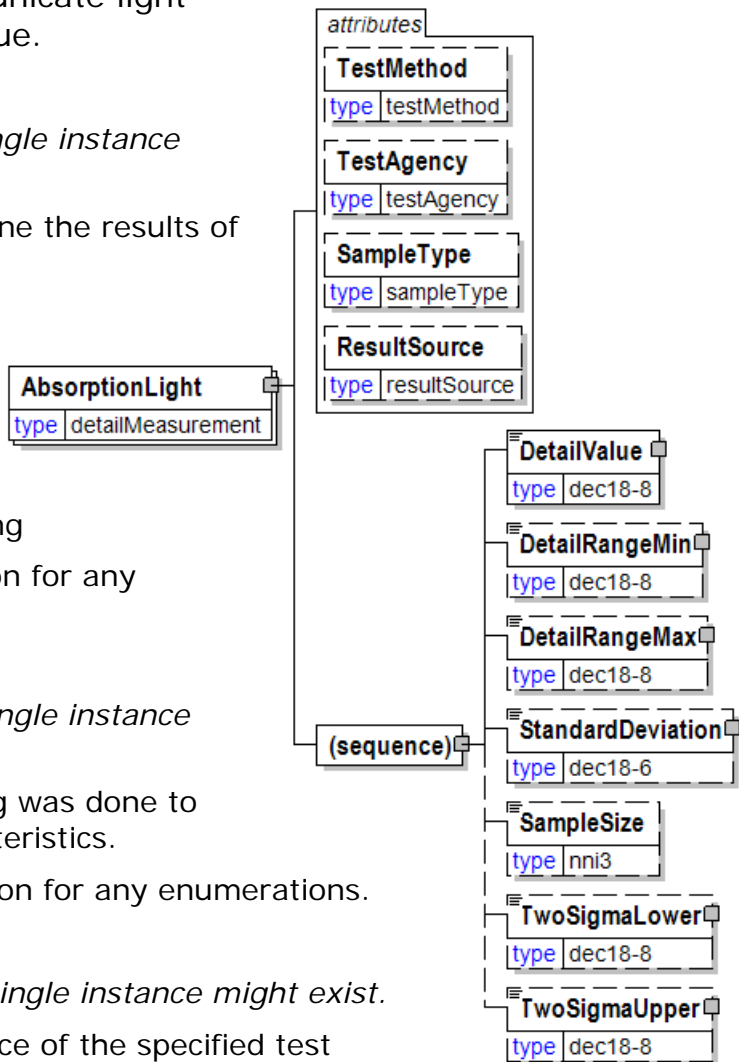 ue.
ngle instance
ne the results of
ng
on for any
ngle instance
g was done to
teristics.
on for any enumerations.
ingle instance might exist.
ce of the specified test
attributes
TestMethod
type testMethod
TestAgency
type testAgency
SampleType
type sampleType
ResultSource
type resultSource
AbsorptionLight
type detailMeasurement
(sequence)
DetailValue
type dec18-8
DetailRangeMin
type dec18-8
DetailRangeMax
type dec18-8
StandardDeviation
type dec18-6
SampleSize
type nni3
TwoSigmaLower
type dec18-8
TwoSigmaUpper
type dec18-8